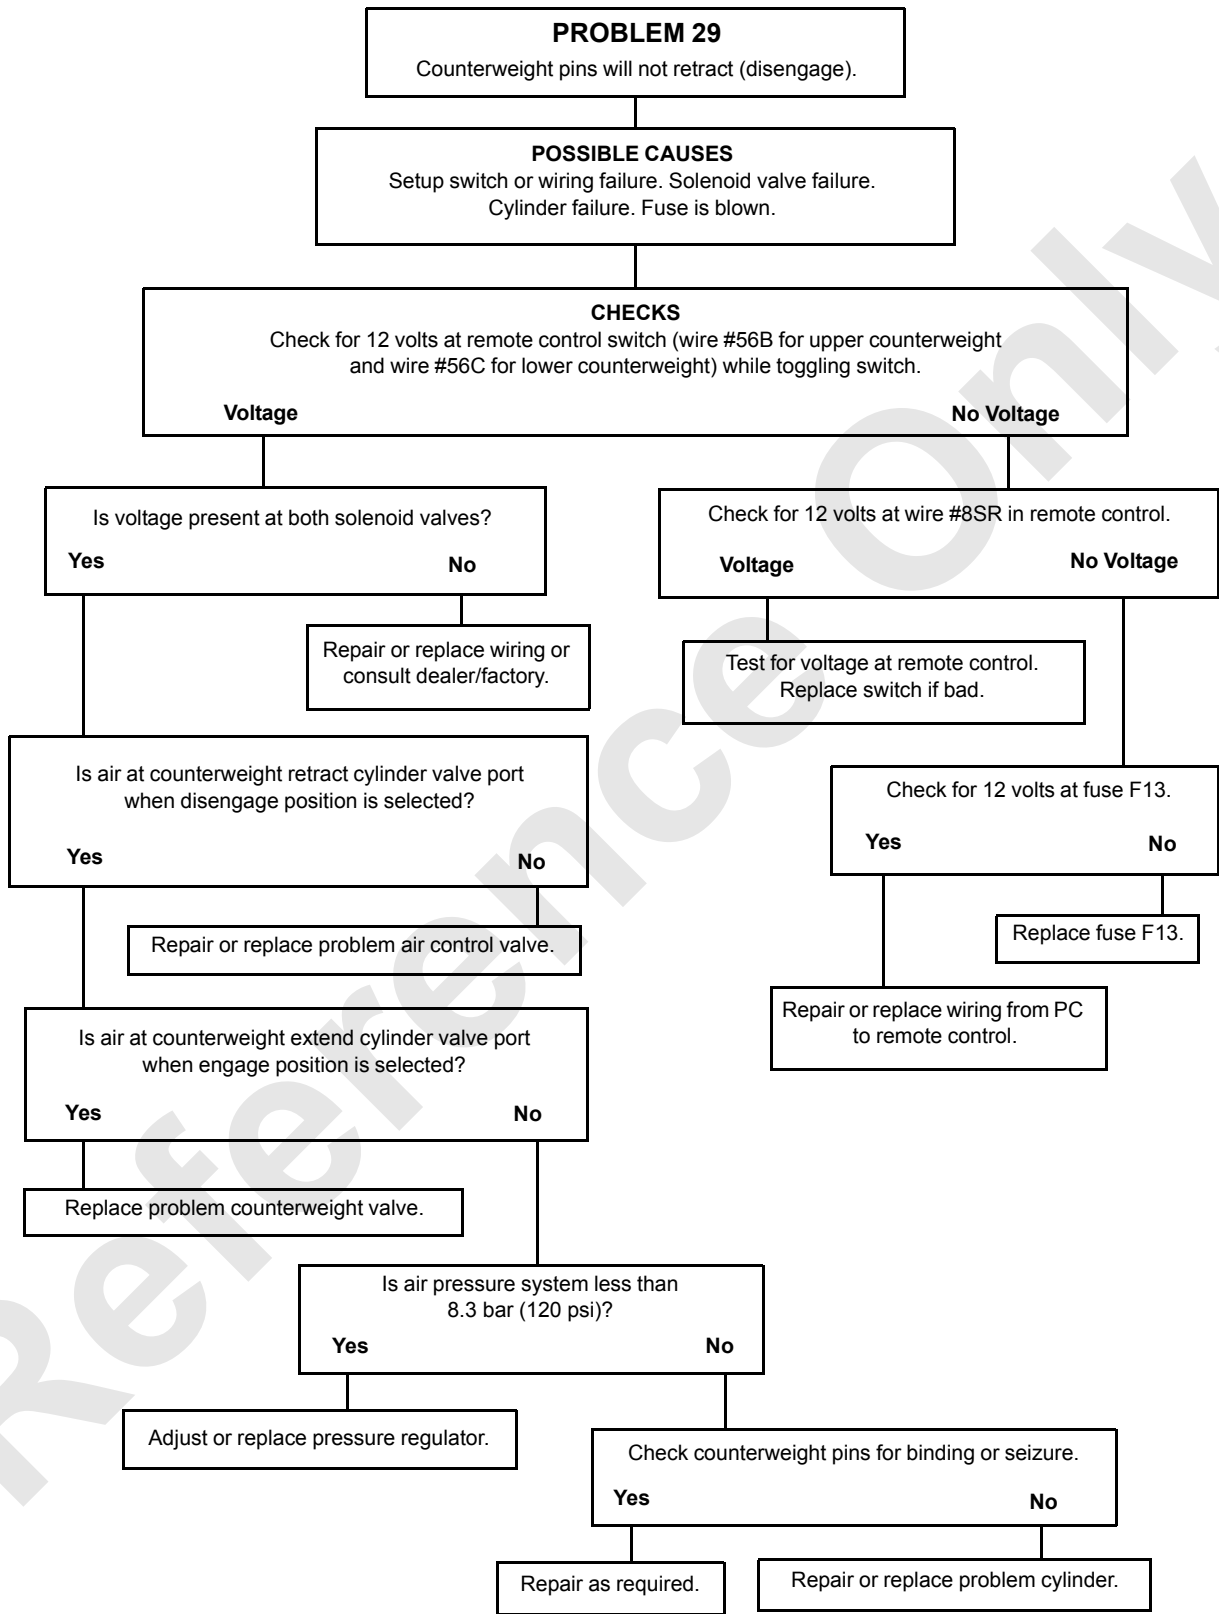 PROBLEM 29
Counterweight pins will not retract (disengage).
POSSIBLE CAUSES
Setup switch or wiring failure. Solenoid valve failure.
Cylinder failure. Fuse is blown.
CHECKS
Check for 12 volts at remote control switch (wire #56B for upper counterweight
and wire #56C for lower counterweight) while toggling switch.
Voltage
No Voltage
Is voltage present at both solenoid valves?
Yes
No
Check for 12 volts at wire #8SR in remote control.
Voltage
No Voltage
Repair or replace wiring or
consult dealer/factory.
Test for voltage at remote control.
Replace switch if bad.
Is air at counterweight retract cylinder valve port
when disengage position is selected?
Yes
No
Check for 12 volts at fuse F13.
Yes
No
Repair or replace problem air control valve.
Replace fuse F13.
Repair or replace wiring from PC
to remote control.
Is air at counterweight extend cylinder valve port
when engage position is selected?
Yes
No
Replace problem counterweight valve.
Is air pressure system less than
8.3 bar (120 psi)?
Yes
No
Adjust or replace pressure regulator.
Check counterweight pins for binding or seizure.
Yes
No
Repair as required.
Repair or replace problem cylinder.
Reference Only